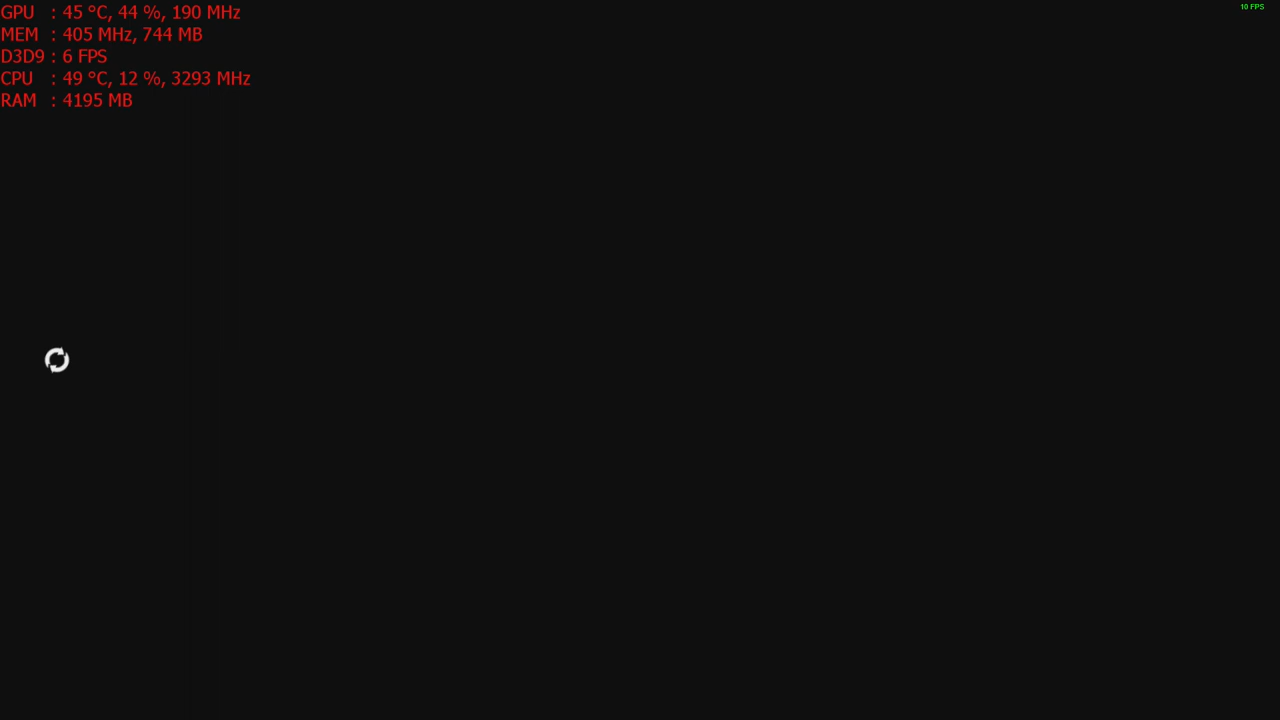 GPU : 45 °C, 44 %, 190 MHz
MEM : 405 MHz, 744 MB
D3D9 : 6 FPS
CPU : 49 °C, 12 %, 3293 MHz
RAM : 4195 MB
10 FPS